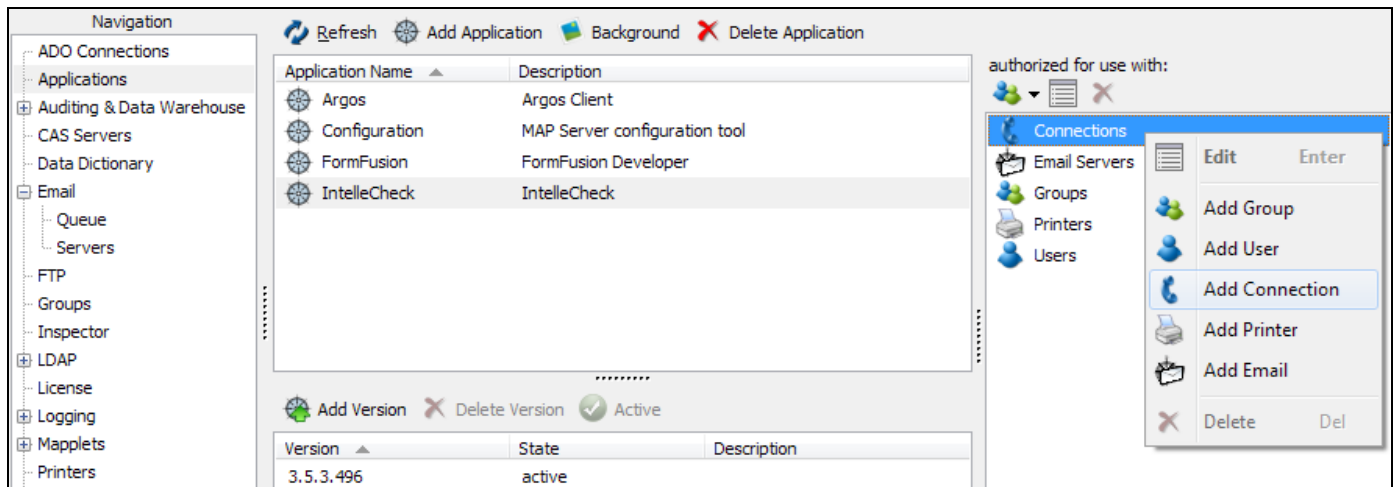 Navigation
ADO Connections
Applications
Auditing & Data Warehouse
CAS Servers
Data Dictionary
Email
Queue
Servers
FTP
Groups
Inspector
LDAP
License
Logging
Mapplets
Printers
Refresh Add Application Background Delete Application
Application Name Description
Argos Argos Client
Configuration MAP Server configuration tool
FormFusion FormFusion Developer
IntelleCheck IntelleCheck
Add Version Delete Version Active
Version State Description
3.5.3.496 active
authorized for use with:
Connections
Email Servers
Groups
Printers
Users
Edit Enter
Add Group
Add User
Add Connection
Add Printer
Add Email
Delete Del